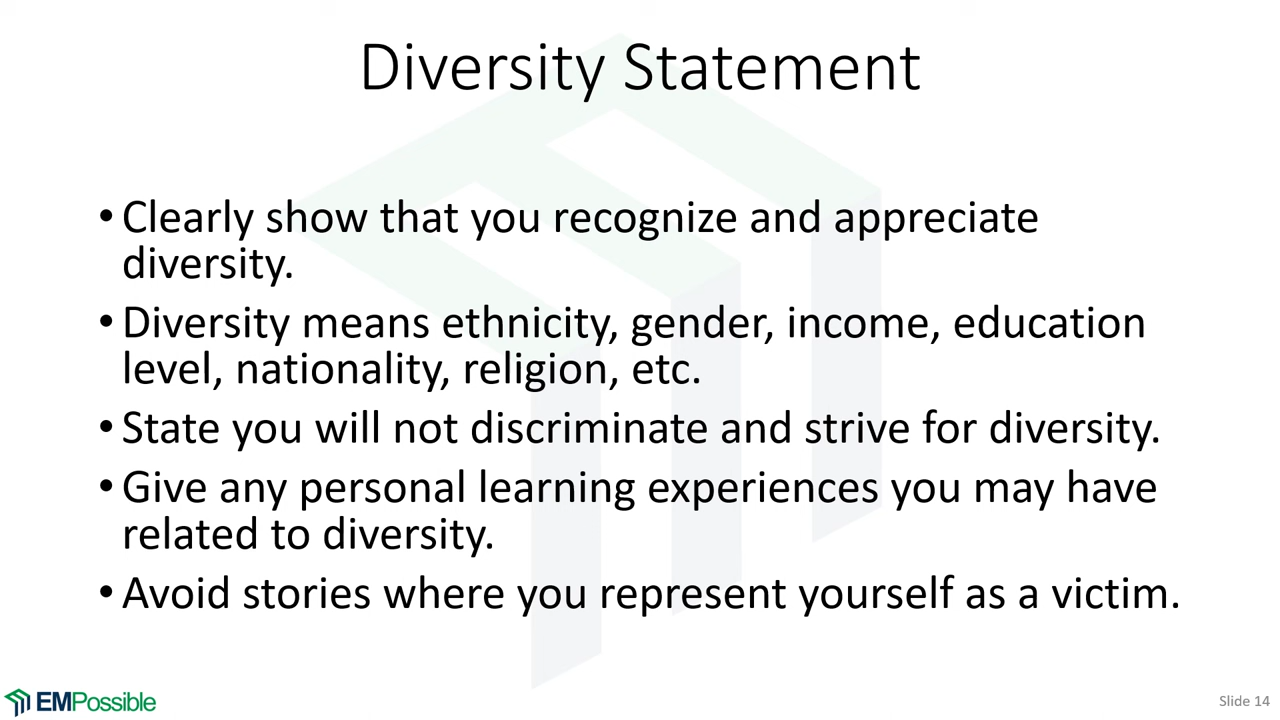 Diversity Statement
• Clearly show that you recognize and appreciate
diversity.
• Diversity means ethnicity, gender, income, education
level, nationality, religion, etc.
• State you will not discriminate and strive for diversity.
• Give any personal learning experiences you may have
related to diversity.
• Avoid stories where you represent yourself as a victim.
EMPossible
Slide 14